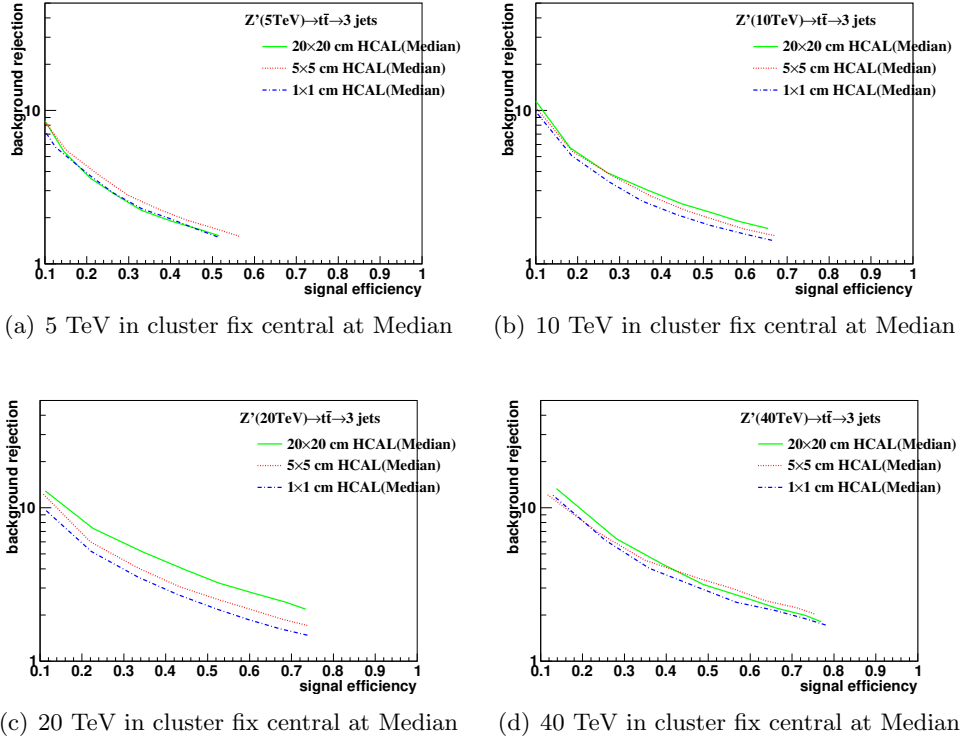 Z'(5TeV)→tt̄→3 jets
20×20 cm HCAL(Median)
5×5 cm HCAL(Median)
1×1 cm HCAL(Median)
background rejection
10
1
0.1 0.2 0.3 0.4 0.5 0.6 0.7 0.8 0.9 1
signal efficiency
(a) 5 TeV in cluster fix central at Median
Z'(10TeV)→tt̄→3 jets
20×20 cm HCAL(Median)
5×5 cm HCAL(Median)
1×1 cm HCAL(Median)
background rejection
10
1
0.1 0.2 0.3 0.4 0.5 0.6 0.7 0.8 0.9 1
signal efficiency
(b) 10 TeV in cluster fix central at Median
Z'(20TeV)→tt̄→3 jets
20×20 cm HCAL(Median)
5×5 cm HCAL(Median)
1×1 cm HCAL(Median)
background rejection
10
1
0.1 0.2 0.3 0.4 0.5 0.6 0.7 0.8 0.9 1
signal efficiency
(c) 20 TeV in cluster fix central at Median
Z'(40TeV)→tt̄→3 jets
20×20 cm HCAL(Median)
5×5 cm HCAL(Median)
1×1 cm HCAL(Median)
background rejection
10
1
0.1 0.2 0.3 0.4 0.5 0.6 0.7 0.8 0.9 1
signal efficiency
(d) 40 TeV in cluster fix central at Median